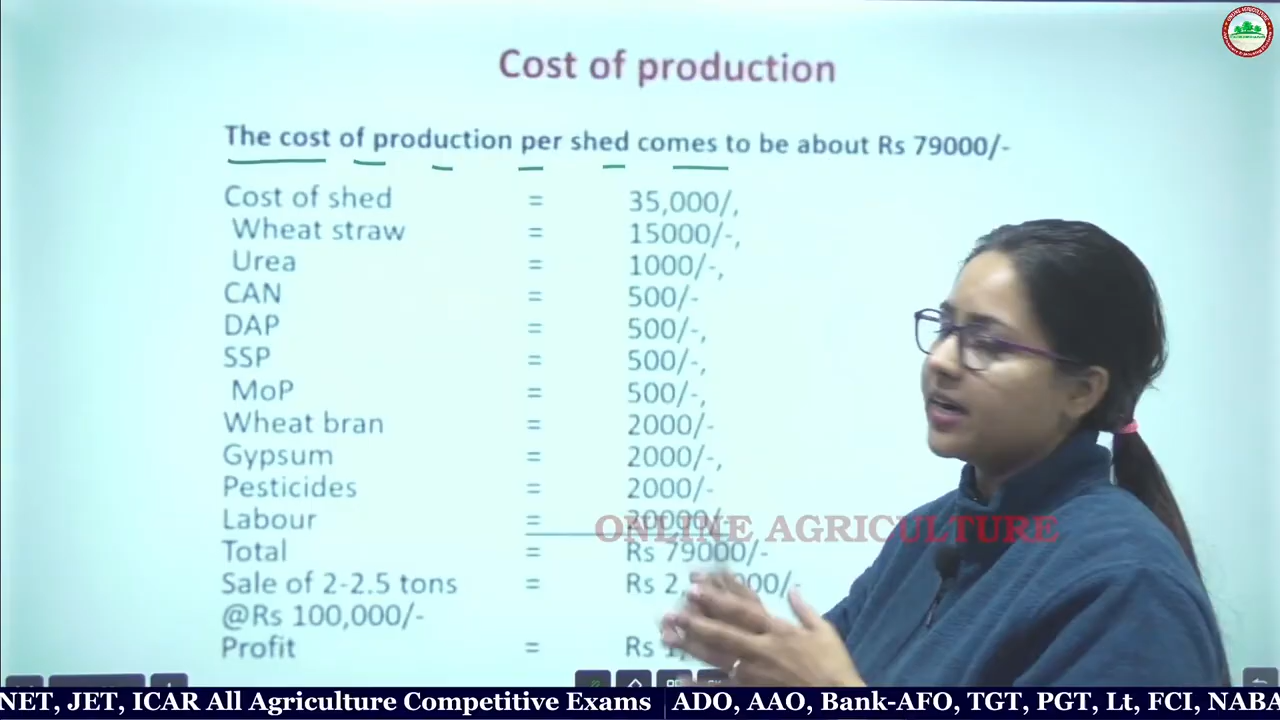 Cost of production
The cost of production per shed comes to be about Rs 79000/-
Cost of shed = 35,000/,
Wheat straw = 15000/-,
Urea = 1000/-,
CAN = 500/-
DAP = 500/-,
SSP = 500/-,
MoP = 500/-,
Wheat bran = 2000/-
Gypsum = 2000/-,
Pesticides = 2000/-
Labour = 20000/-
ONLINE AGRICULTURE
Total = Rs 79000/-
Sale of 2-2.5 tons = Rs
@Rs 100,000/-
Profit = Rs
NET, JET, ICAR All Agriculture Competitive Exams ADO, AAO, Bank-AFO, TGT, PGT, Lt, FCI, NABA